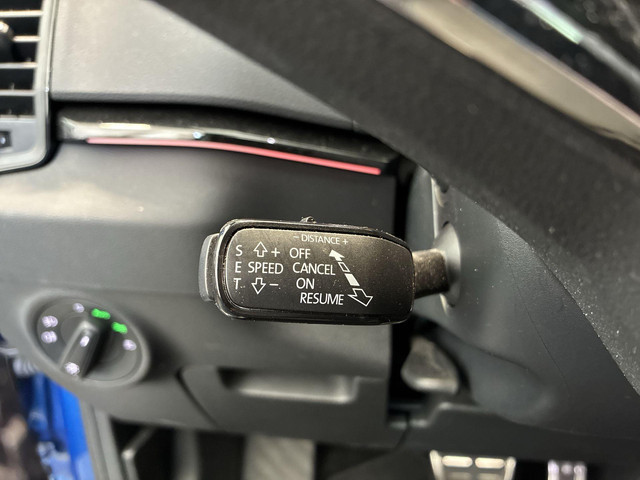 - DISTANCE +
S + OFF
E SPEED CANCEL
T - ON
RESUME